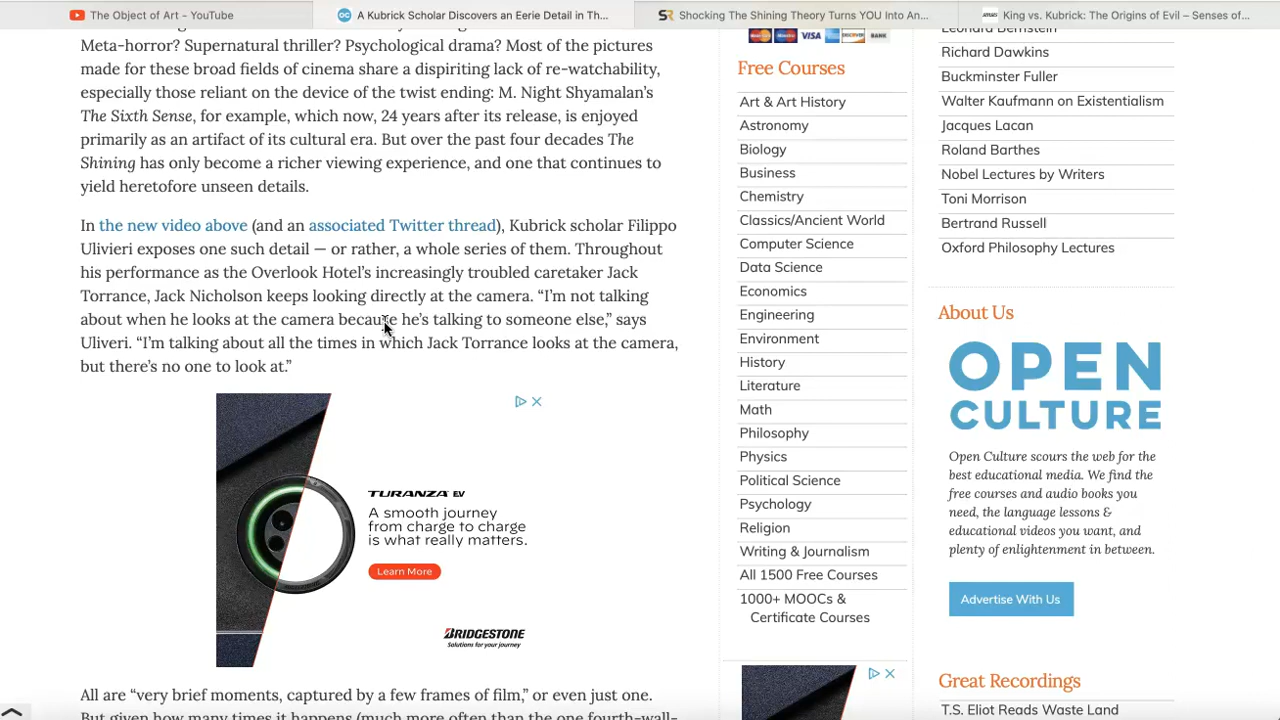 The Object of Art – YouTube
A Kubrick Scholar Discovers an Eerie Detail in Th...
Shocking The Shining Theory Turns YOU Into An...
King vs. Kubrick: The Origins of Evil – Senses of...
Meta-horror? Supernatural thriller? Psychological drama? Most of the pictures
made for these broad fields of cinema share a dispiriting lack of re-watchability,
especially those reliant on the device of the twist ending: M. Night Shyamalan’s
The Sixth Sense, for example, which now, 24 years after its release, is enjoyed
primarily as an artifact of its cultural era. But over the past four decades The
Shining has only become a richer viewing experience, and one that continues to
yield heretofore unseen details.
In the new video above (and an associated Twitter thread), Kubrick scholar Filippo
Ulivieri exposes one such detail — or rather, a whole series of them. Throughout
his performance as the Overlook Hotel’s increasingly troubled caretaker Jack
Torrance, Jack Nicholson keeps looking directly at the camera. “I’m not talking
about when he looks at the camera because he’s talking to someone else,” says
Uliveri. “I’m talking about all the times in which Jack Torrance looks at the camera,
but there’s no one to look at.”
TURANZA EV
A smooth journey
from charge to charge
is what really matters.
Learn More
BRIDGESTONE
Solutions for your journey
All are “very brief moments, captured by a few frames of film,” or even just one.
But given how many times it happens (much more often than the one fourth-wall-
VISA
DISCOVER
BANK
Free Courses
Art & Art History
Astronomy
Biology
Business
Chemistry
Classics/Ancient World
Computer Science
Data Science
Economics
Engineering
Environment
History
Literature
Math
Philosophy
Physics
Political Science
Psychology
Religion
Writing & Journalism
All 1500 Free Courses
1000+ MOOCs &
Certificate Courses
Leonard Bernstein
Richard Dawkins
Buckminster Fuller
Walter Kaufmann on Existentialism
Jacques Lacan
Roland Barthes
Nobel Lectures by Writers
Toni Morrison
Bertrand Russell
Oxford Philosophy Lectures
About Us
OPEN
CULTURE
Open Culture scours the web for the
best educational media. We find the
free courses and audio books you
need, the language lessons &
educational videos you want, and
plenty of enlightenment in between.
Advertise With Us
Great Recordings
T.S. Eliot Reads Waste Land